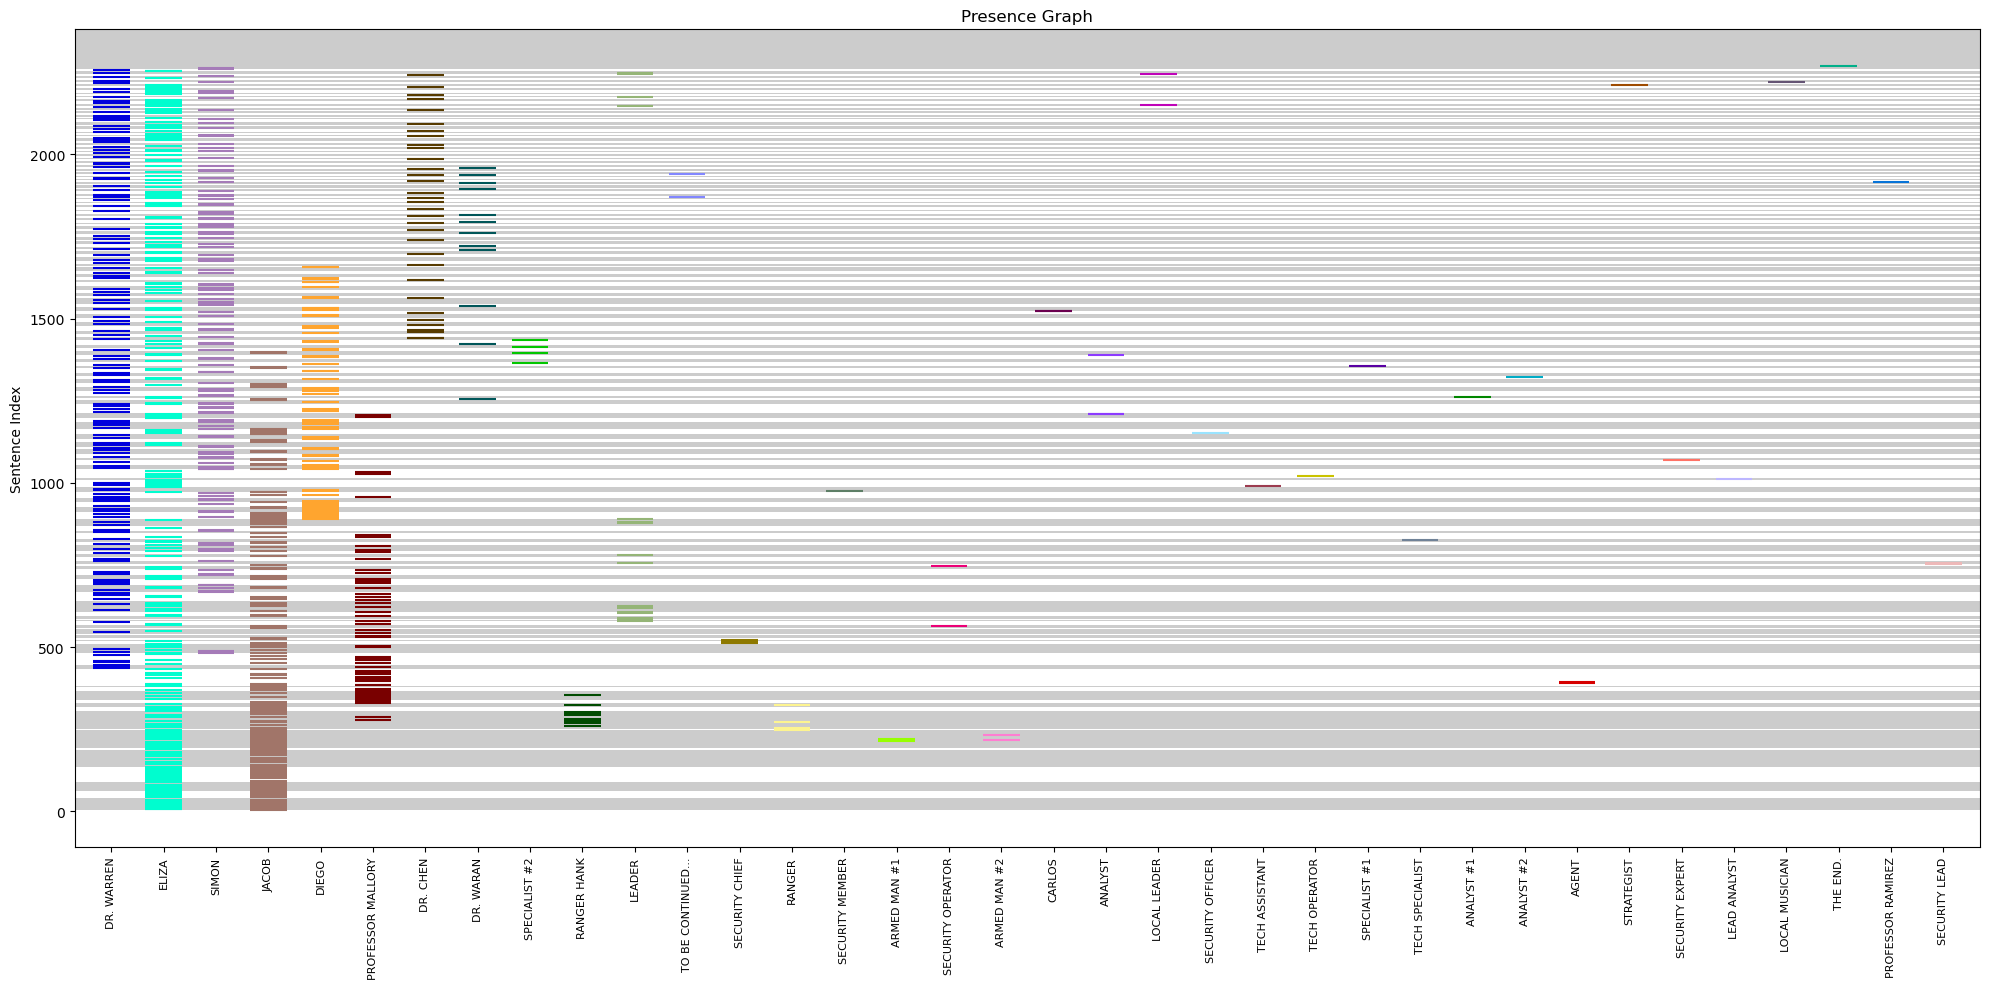 Presence Graph
Sentence Index
2000
1500
1000
500
0
DR. WARREN
ELIZA
SIMON
JACOB
DIEGO
PROFESSOR MALLORY
DR. CHEN
DR. WARAN
SPECIALIST #2
RANGER HANK
LEADER
TO BE CONTINUED...
SECURITY CHIEF
RANGER
SECURITY MEMBER
ARMED MAN #1
SECURITY OPERATOR
ARMED MAN #2
CARLOS
ANALYST
LOCAL LEADER
SECURITY OFFICER
TECH ASSISTANT
TECH OPERATOR
SPECIALIST #1
TECH SPECIALIST
ANALYST #1
ANALYST #2
AGENT
STRATEGIST
SECURITY EXPERT
LEAD ANALYST
LOCAL MUSICIAN
THE END.
PROFESSOR RAMIREZ
SECURITY LEAD